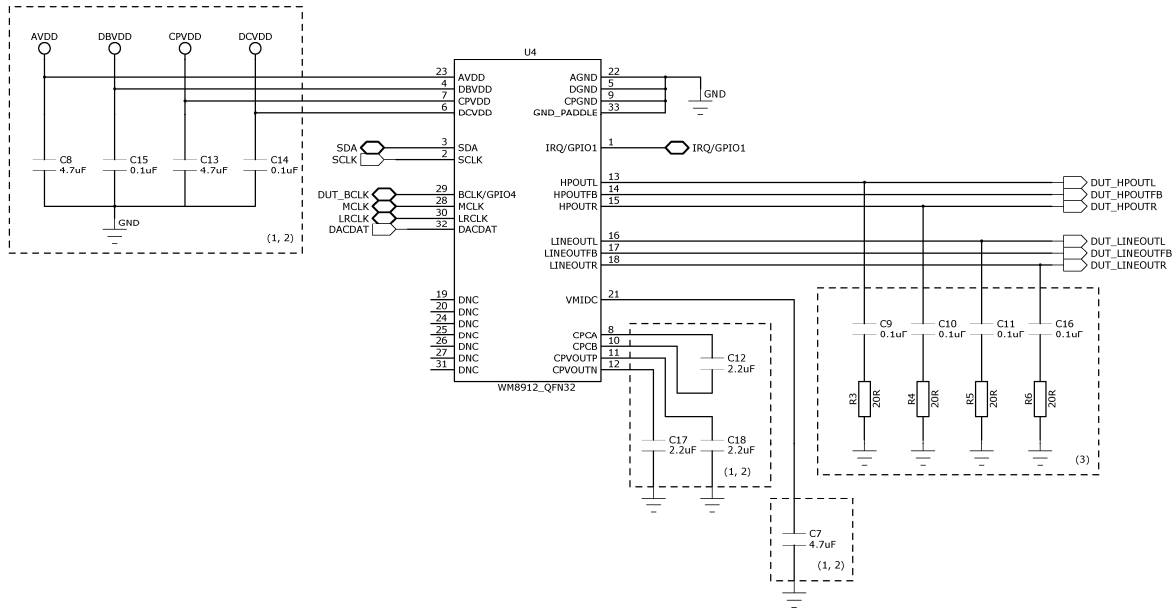 AVDD DBVDD CPVDD DCVDD
C8
4.7uF
C15
0.1uF
C13
4.7uF
C14
0.1uF
GND
(1, 2)
U4
23 AVDD
4 DBVDD
7 CPVDD
6 DCVDD
SDA 3 SDA
SCLK 2 SCLK
DUT_BCLK 29 BCLK/GPIO4
MCLK 28 MCLK
LRCLK 30 LRCLK
DACDAT 32 DACDAT
19 DNC
20 DNC
24 DNC
25 DNC
26 DNC
27 DNC
31 DNC
AGND 22
DGND 5
CPGND 9
GND_PADDLE 33
GND
IRQ/GPIO1 1 IRQ/GPIO1
HPOUTL 13 DUT_HPOUTL
HPOUTFB 14 DUT_HPOUTFB
HPOUTR 15 DUT_HPOUTR
LINEOUTL 16 DUT_LINEOUTL
LINEOUTFB 17 DUT_LINEOUTFB
LINEOUTR 18 DUT_LINEOUTR
VMIDC 21
CPCA 8
CPCB 10
CPVOUTP 11
CPVOUTN 12
WM8912_QFN32
C12
2.2uF
C17
2.2uF
C18
2.2uF
(1, 2)
C7
4.7uF
(1, 2)
C9
0.1uF
C10
0.1uF
C11
0.1uF
C16
0.1uF
R3
20R
R4
20R
R5
20R
R6
20R
(3)